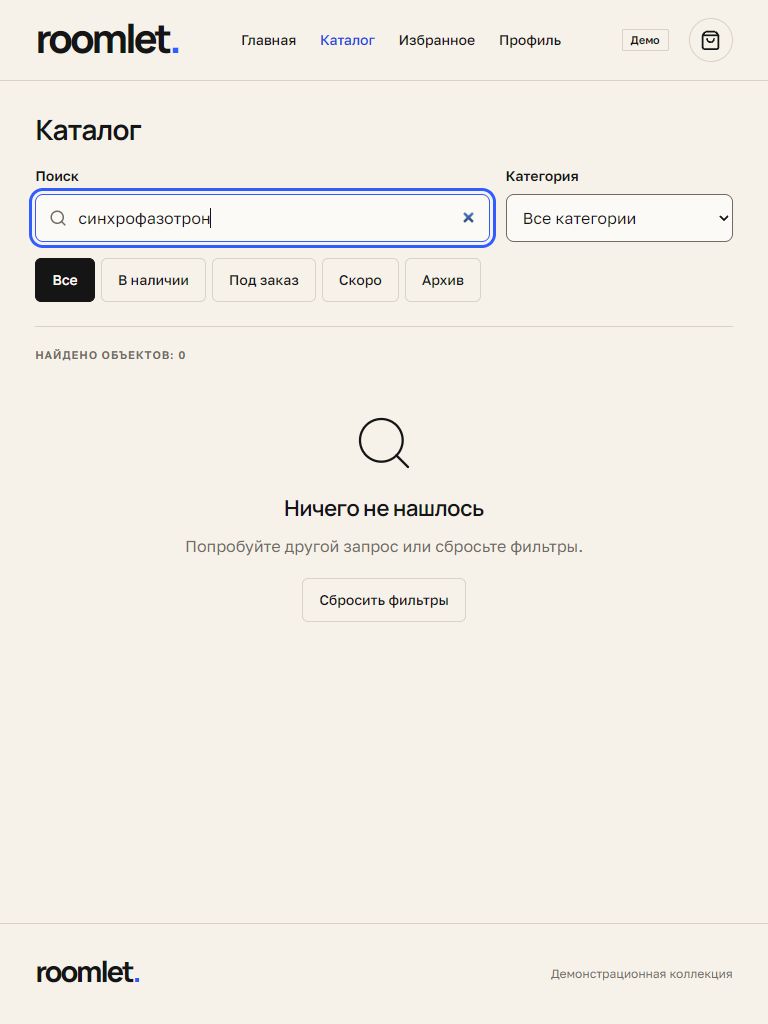 roomlet.
Главная Каталог Избранное Профиль Демо
Каталог
Поиск Категория
синхрофазотрон Все категории
Все В наличии Под заказ Скоро Архив
НАЙДЕНО ОБЪЕКТОВ: 0
Ничего не нашлось
Попробуйте другой запрос или сбросьте фильтры.
Сбросить фильтры
roomlet. Демонстрационная коллекция